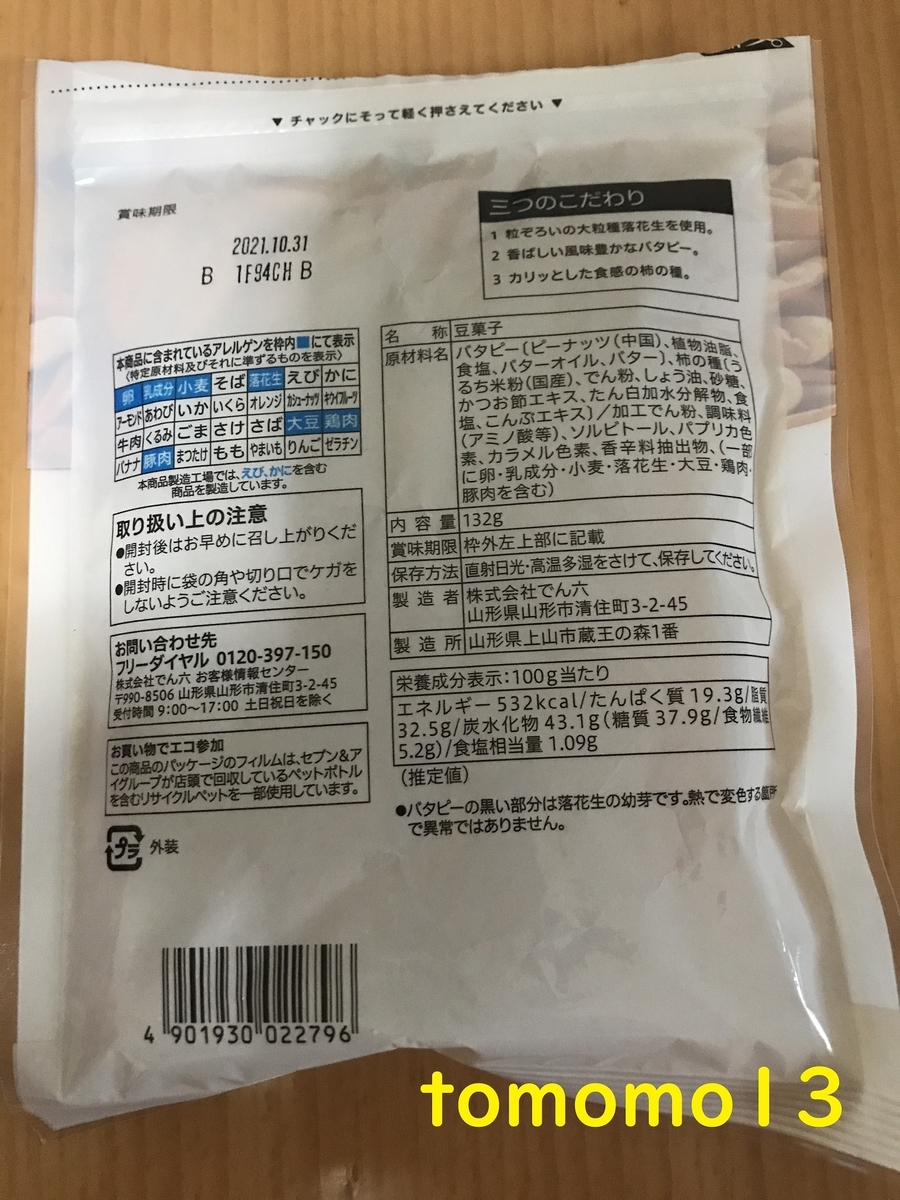 ▼ チャックにそって軽く押さえてください ▼
賞味期限
2021.10.31
B 1F94CH B
三つのこだわり
1 粒ぞろいの大粒種落花生を使用。
2 香ばしい風味豊かなバタピー。
3 カリッとした食感の柿の種。
本商品に含まれているアレルゲンを枠内■にて表示
〈特定原材料及びそれに準ずるものを表示〉
卵 乳成分 小麦 そば 落花生 えび かに
アーモンド あわび いか いくら オレンジ カシューナッツ キウイフルーツ
牛肉 くるみ ごま さけ さば 大豆 鶏肉
バナナ 豚肉 まつたけ もも やまいも りんご ゼラチン
本商品製造工場では、えび、かにを含む
商品を製造しています。
取り扱い上の注意
●開封後はお早めに召し上がりくだ
さい。
●開封時に袋の角や切り口でケガを
しないようご注意ください。
お問い合わせ先
フリーダイヤル 0120-397-150
株式会社でん六 お客様情報センター
〒990-8506 山形県山形市清住町3-2-45
受付時間 9:00〜17:00 土日祝日を除く
お買い物でエコ参加
この商品のパッケージのフィルムは、セブン&ア
イグループが店頭で回収しているペットボトル
を含むリサイクルペットを一部使用しています。
プラ 外装
4 901930 022796
名称 豆菓子
原材料名 バタピー(ピーナッツ(中国)、植物油脂、
食塩、バターオイル、バター)、柿の種(う
るち米粉(国産)、でん粉、しょう油、砂糖、
かつお節エキス、たん白加水分解物、食
塩、こんぶエキス)/加工でん粉、調味料
(アミノ酸等)、ソルビトール、パプリカ色
素、カラメル色素、香辛料抽出物、(一部
に卵・乳成分・小麦・落花生・大豆・鶏肉・
豚肉を含む)
内容量 132g
賞味期限 枠外左上部に記載
保存方法 直射日光・高温多湿をさけて、保存してください。
製造者 株式会社でん六
山形県山形市清住町3-2-45
製造所 山形県上山市蔵王の森1番
栄養成分表示:100g当たり
エネルギー 532kcal/たんぱく質 19.3g/脂質
32.5g/炭水化物 43.1g(糖質 37.9g/食物繊維
5.2g)/食塩相当量 1.09g
(推定値)
●バタピーの黒い部分は落花生の幼芽です。熱で変色する箇所
で異常ではありません。
tomomo13